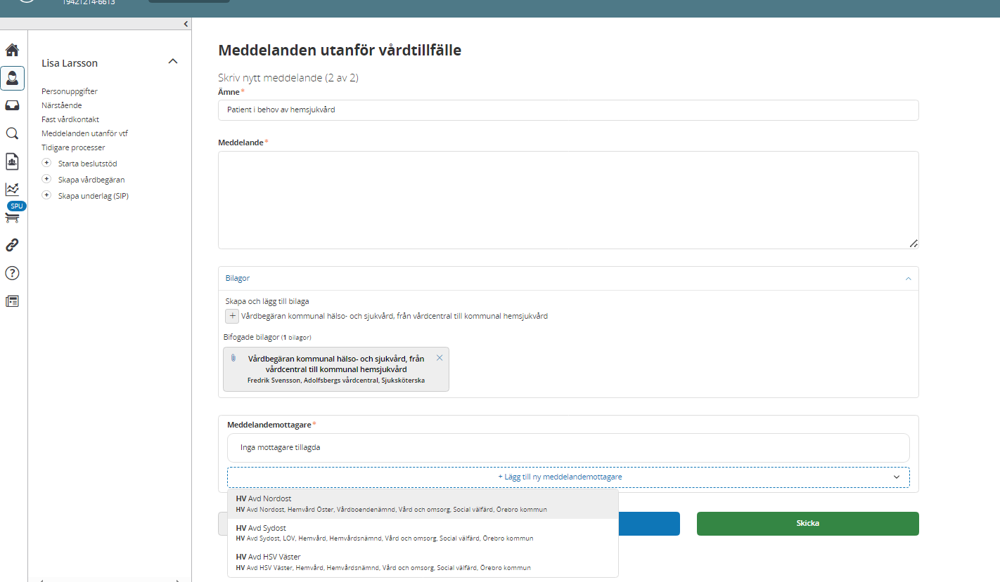 19421214-6613
Lisa Larsson
Personuppgifter
Närstående
Fast vårdkontakt
Meddelanden utanför vtf
Tidigare processer
Starta beslutstöd
Skapa vårdbegäran
Skapa underlag (SIP)
SPU
Meddelanden utanför vårdtillfälle
Skriv nytt meddelande (2 av 2)
Ämne*
Patient i behov av hemsjukvård
Meddelande*
Bilagor
Skapa och lägg till bilaga
+ Vårdbegäran kommunal hälso- och sjukvård, från vårdcentral till kommunal hemsjukvård
Bifogade bilagor (1 bilagor)
Vårdbegäran kommunal hälso- och sjukvård, från
vårdcentral till kommunal hemsjukvård
Fredrik Svensson, Adolfsbergs vårdcentral, Sjuksköterska
Meddelandemottagare*
Inga mottagare tillagda
+ Lägg till ny meddelandemottagare
HV Avd Nordost
HV Avd Nordost, Hemvård Öster, Vårdboendenämnd, Vård och omsorg, Social välfärd, Örebro kommun
HV Avd Sydost
HV Avd Sydost, LOV, Hemvård, Hemvårdsnämnd, Vård och omsorg, Social välfärd, Örebro kommun
HV Avd HSV Väster
HV Avd HSV Väster, Hemvård, Hemvårdsnämnd, Vård och omsorg, Social välfärd, Örebro kommun
Skicka